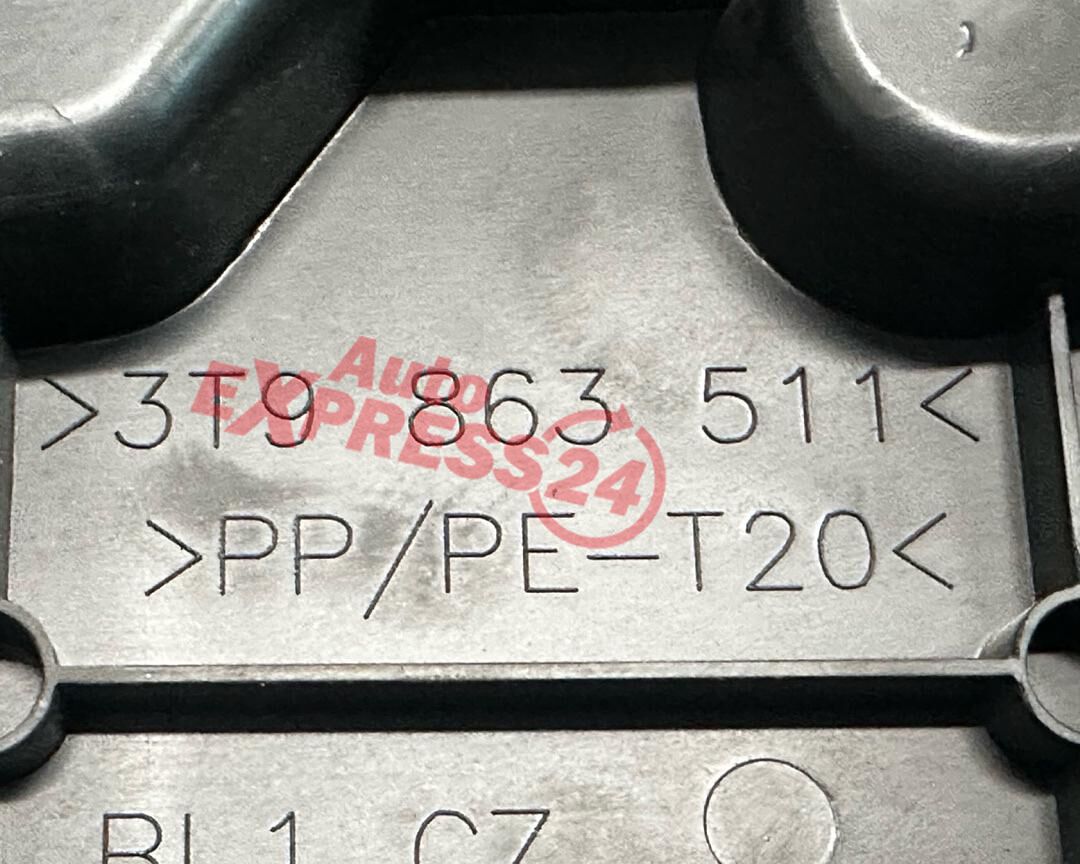 >3T9 863 511<
Auto
EXPRESS24
>PP/PE-T20<